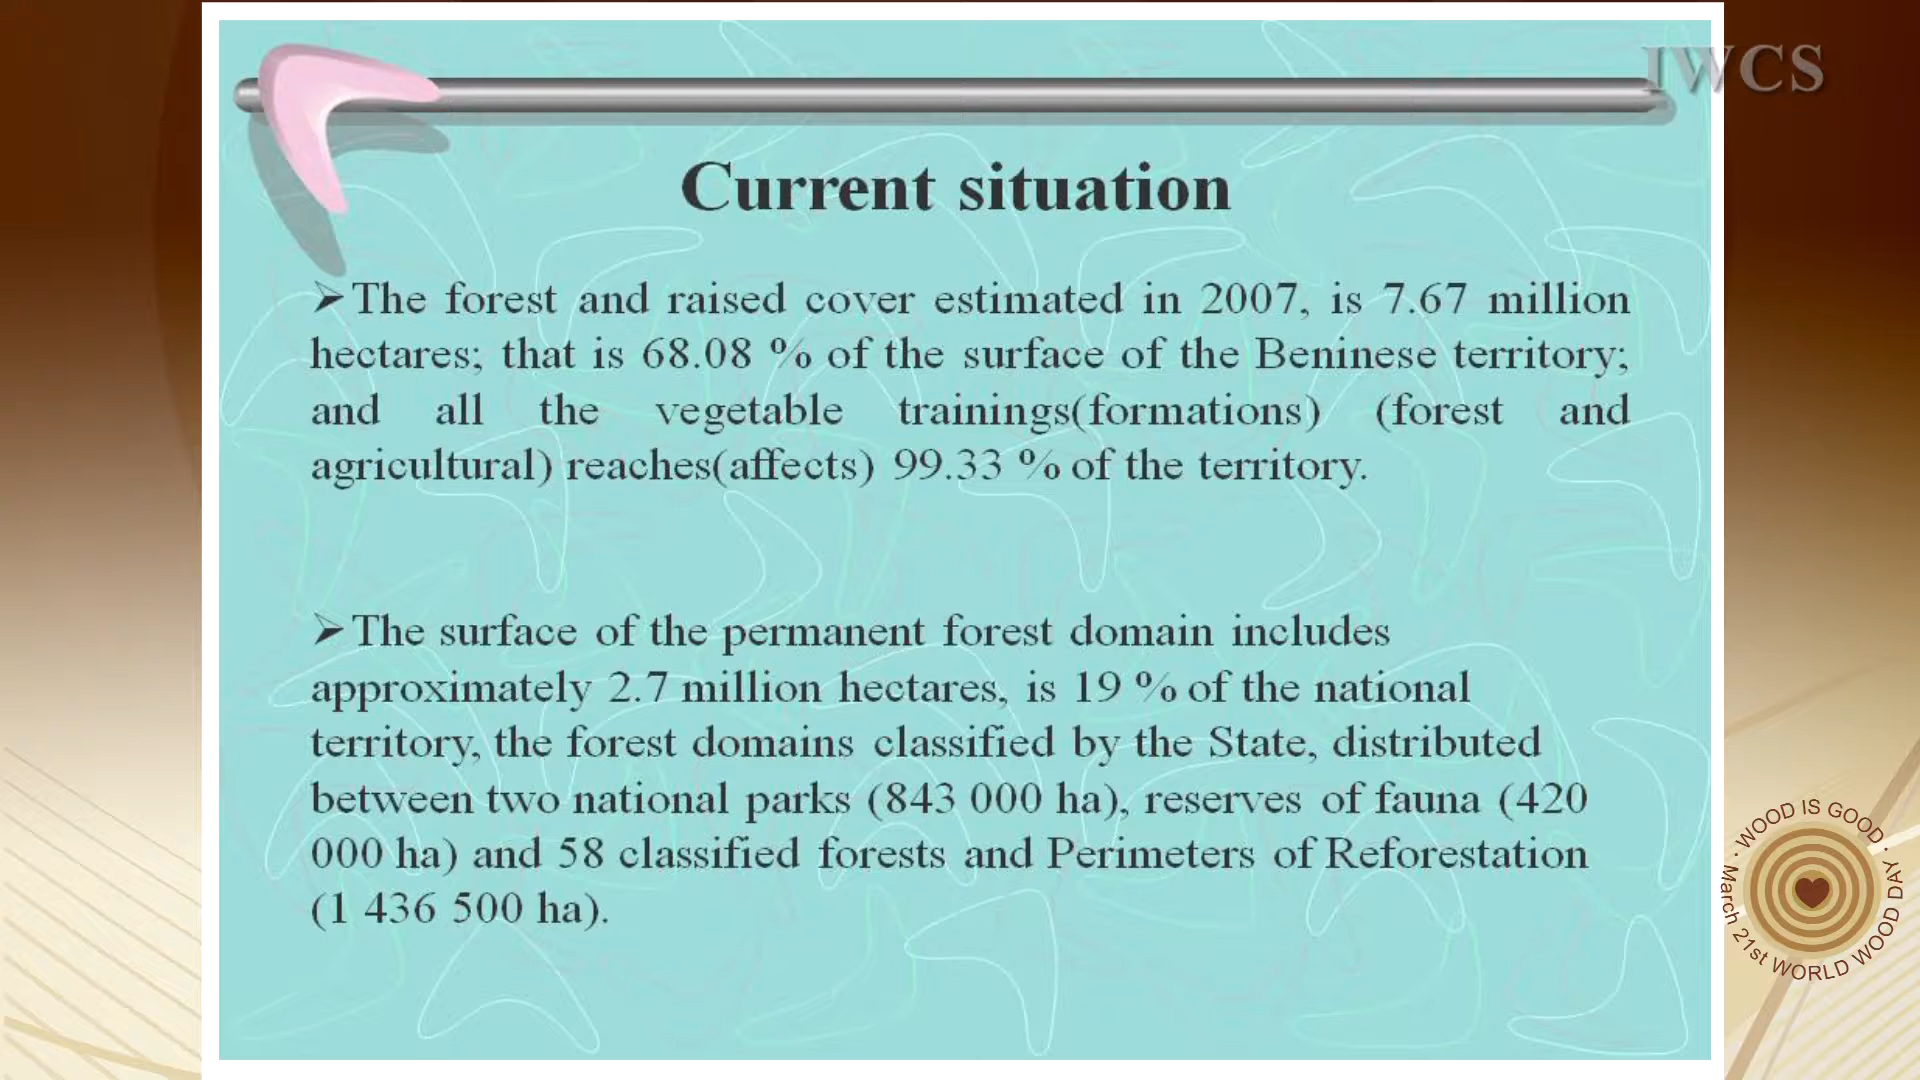 IWCS
Current situation
➢The forest and raised cover estimated in 2007, is 7.67 million
hectares; that is 68.08 % of the surface of the Beninese territory;
and all the vegetable trainings(formations) (forest and
agricultural) reaches(affects) 99.33 % of the territory.
➢The surface of the permanent forest domain includes
approximately 2.7 million hectares, is 19 % of the national
territory, the forest domains classified by the State, distributed
between two national parks (843 000 ha), reserves of fauna (420
000 ha) and 58 classified forests and Perimeters of Reforestation
(1 436 500 ha).
· WOOD IS GOOD ·
March 21st WORLD WOOD DAY